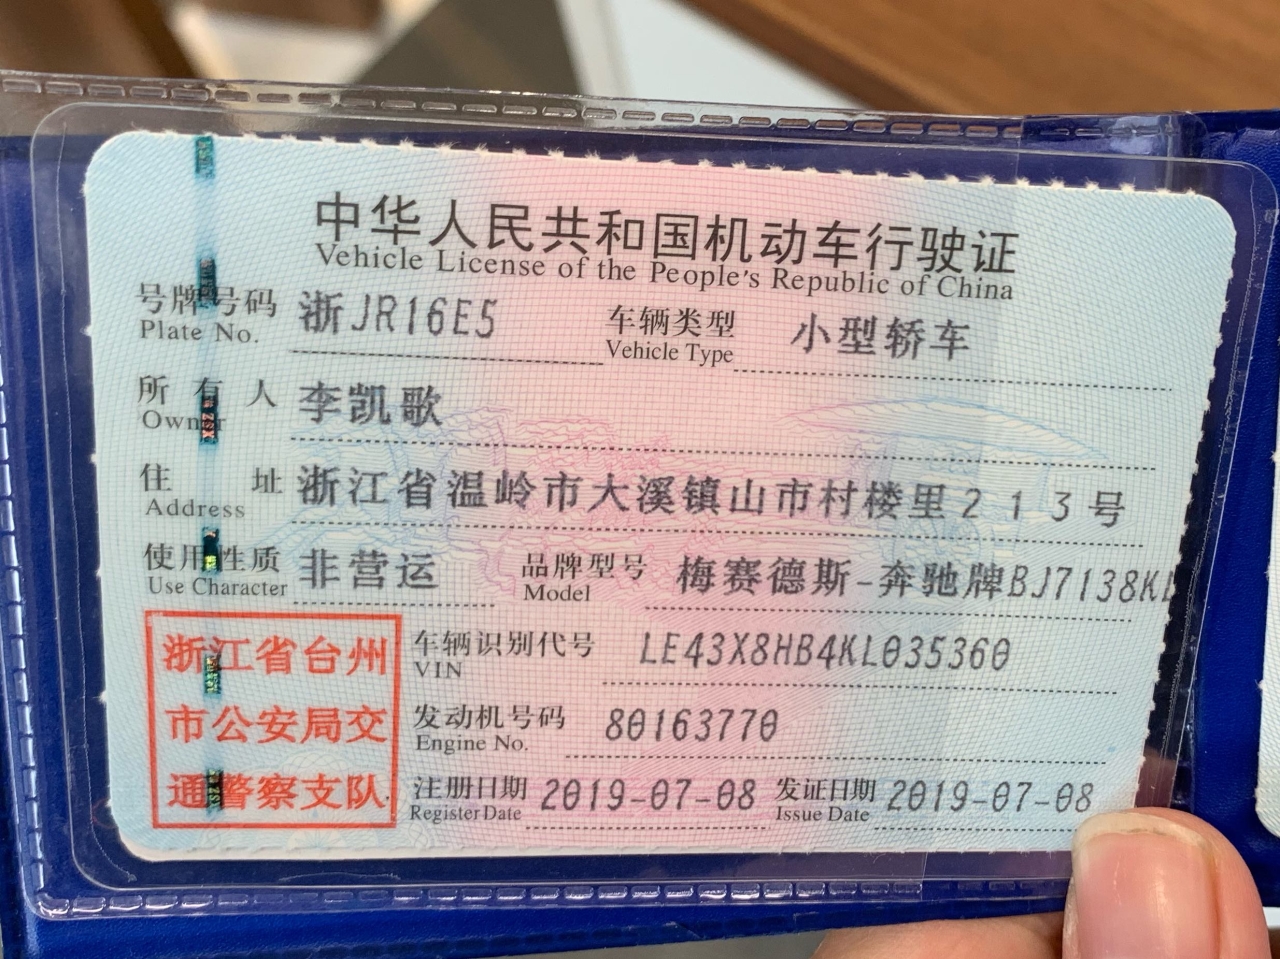 中华人民共和国机动车行驶证
Vehicle License of the People's Republic of China
号牌号码 浙JR16E5 车辆类型 小型轿车
Plate No. Vehicle Type
所有人 李凯歌
Owner
住址 浙江省温岭市大溪镇山市村楼里213号
Address
使用性质 非营运 品牌型号 梅赛德斯-奔驰牌BJ7138K
Use Character Model
浙江省台州
市公安局交
通警察支队
车辆识别代号 LE43X8HB4KL035360
VIN
发动机号码 80163770
Engine No.
注册日期 2019-07-08 发证日期 2019-07-08
Register Date Issue Date